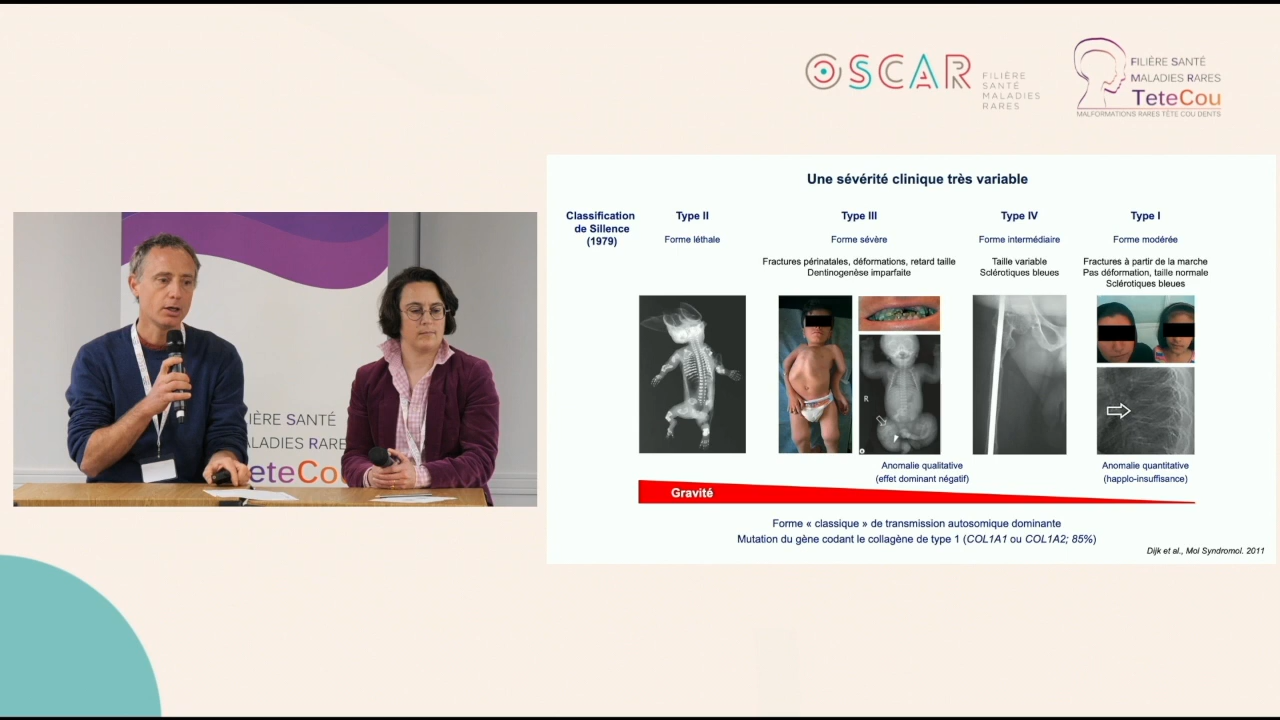 OSCAR
FILIÈRE
SANTÉ
MALADIES
RARES
FILIÈRE SANTÉ
MALADIES RARES
TeteCou
MALFORMATIONS RARES TÊTE COU DENTS
Une sévérité clinique très variable
Classification
de Sillence
(1979)
Type II
Forme léthale
Type III
Forme sévère
Fractures périnatales, déformations, retard taille
Dentinogenèse imparfaite
Type IV
Forme intermédiaire
Taille variable
Sclérotiques bleues
Type I
Forme modérée
Fractures à partir de la marche
Pas déformation, taille normale
Sclérotiques bleues
R
Anomalie qualitative
(effet dominant négatif)
Anomalie quantitative
(happlo-insuffisance)
Gravité
Forme « classique » de transmission autosomique dominante
Mutation du gène codant le collagène de type 1 (COL1A1 ou COL1A2; 85%)
Dijk et al., Mol Syndromol. 2011
IÈRE SANTÉ
ALADIES RARE
eteCou